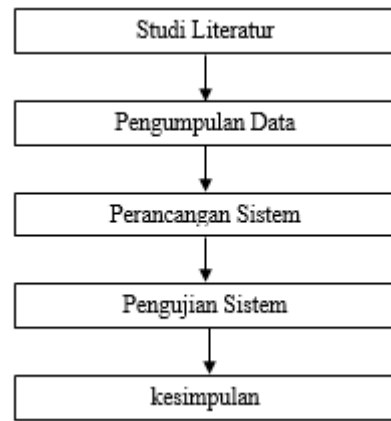 Studi Literatur
Pengumpulan Data
Perancangan Sistem
Pengujian Sistem
kesimpulan